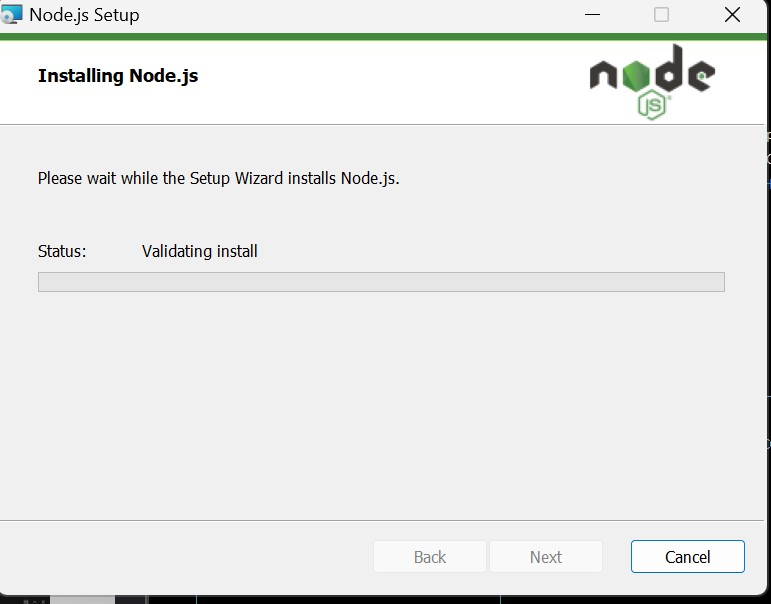 Node.js Setup
Installing Node.js
node
JS
Please wait while the Setup Wizard installs Node.js.
Status: Validating install
Back Next Cancel